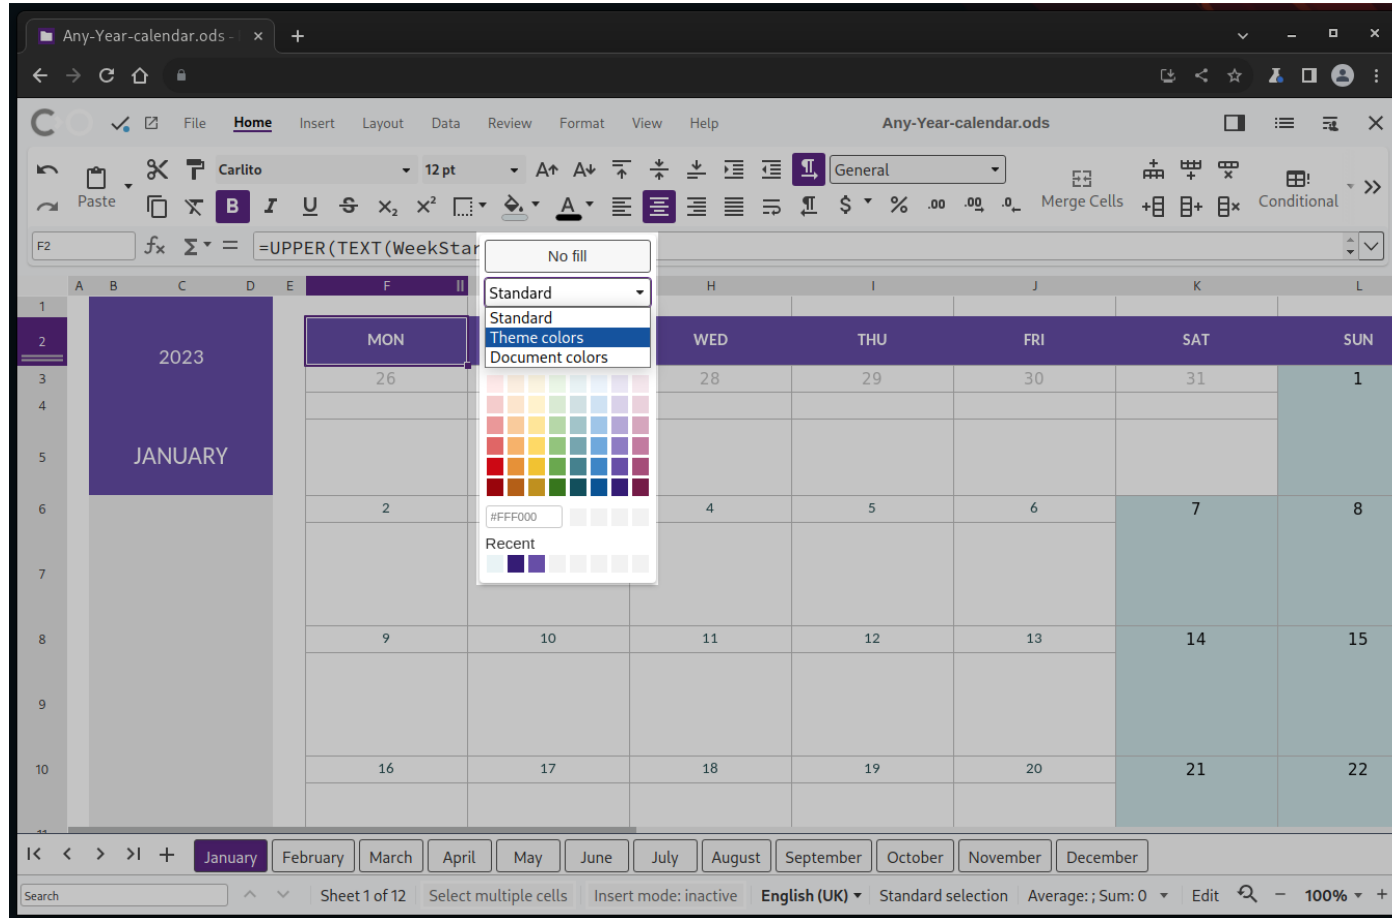 Any-Year-calendar.ods -
File Home Insert Layout Data Review Format View Help Any-Year-calendar.ods
Paste Carlito 12 pt General Merge Cells Conditional
F2 =UPPER(TEXT(WeekStar
No fill
Standard
Standard
Theme colors
Document colors
#FFF000
Recent
A B C D E F H I J K L
1
2 2023 MON WED THU FRI SAT SUN
3 26 28 29 30 31 1
4
5 JANUARY
6 2 4 5 6 7 8
7
8 9 10 11 12 13 14 15
9
10 16 17 18 19 20 21 22
January February March April May June July August September October November December
Search Sheet 1 of 12 Select multiple cells Insert mode: inactive English (UK) Standard selection Average: ; Sum: 0 Edit 100%